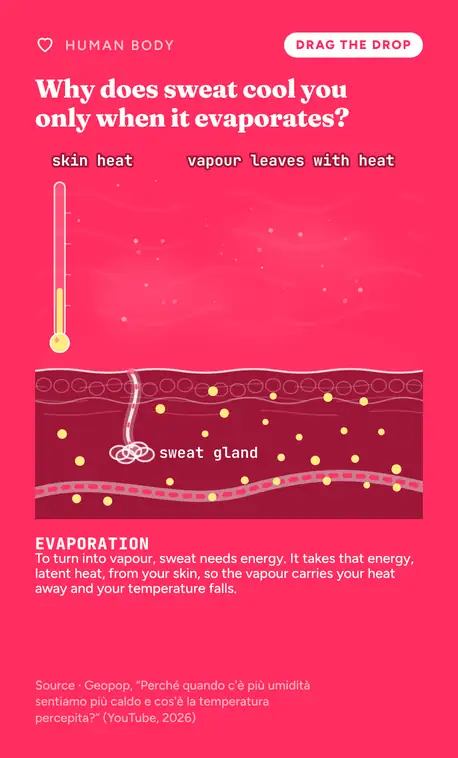 HUMAN BODY
DRAG THE DROP
Why does sweat cool you
only when it evaporates?
skin heat
vapour leaves with heat
sweat gland
EVAPORATION
To turn into vapour, sweat needs energy. It takes that energy,
latent heat, from your skin, so the vapour carries your heat
away and your temperature falls.
Source · Geopop, “Perché quando c'è più umidità
sentiamo più caldo e cos'è la temperatura
percepita?” (YouTube, 2026)